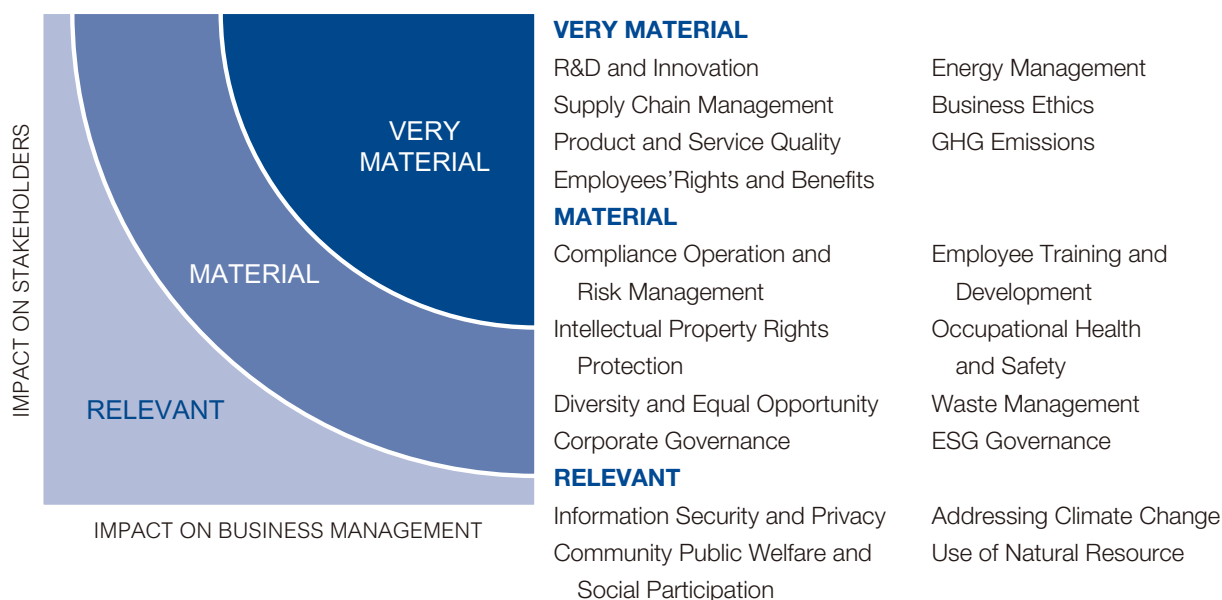 IMPACT ON STAKEHOLDERS
VERY
MATERIAL
MATERIAL
RELEVANT
IMPACT ON BUSINESS MANAGEMENT
VERY MATERIAL
R&D and Innovation
Supply Chain Management
Product and Service Quality
Employees'Rights and Benefits
Energy Management
Business Ethics
GHG Emissions
MATERIAL
Compliance Operation and
Risk Management
Intellectual Property Rights
Protection
Diversity and Equal Opportunity
Corporate Governance
Employee Training and
Development
Occupational Health
and Safety
Waste Management
ESG Governance
RELEVANT
Information Security and Privacy
Community Public Welfare and
Social Participation
Addressing Climate Change
Use of Natural Resource